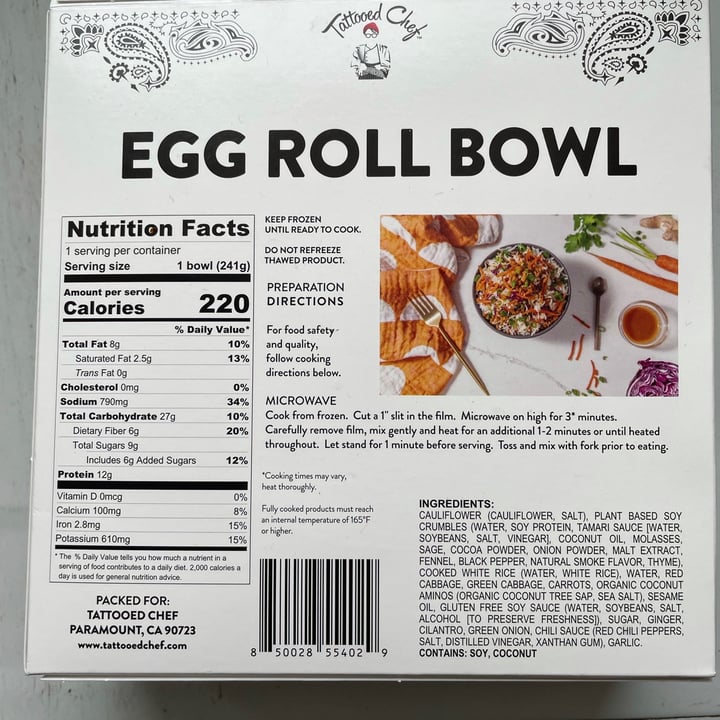 Tattooed Chef
EGG ROLL BOWL
Nutrition Facts
1 serving per container
Serving size 1 bowl (241g)
Amount per serving
Calories 220
% Daily Value*
Total Fat 8g 10%
Saturated Fat 2.5g 13%
Trans Fat 0g
Cholesterol 0mg 0%
Sodium 790mg 34%
Total Carbohydrate 27g 10%
Dietary Fiber 6g 20%
Total Sugars 9g
Includes 6g Added Sugars 12%
Protein 12g
Vitamin D 0mcg 0%
Calcium 100mg 8%
Iron 2.8mg 15%
Potassium 610mg 15%
* The % Daily Value tells you how much a nutrient in a
serving of food contributes to a daily diet. 2,000 calories a
day is used for general nutrition advice.
PACKED FOR:
TATTOOED CHEF
PARAMOUNT, CA 90723
www.tattooedchef.com
KEEP FROZEN
UNTIL READY TO COOK.
DO NOT REFREEZE
THAWED PRODUCT.
PREPARATION
DIRECTIONS
For food safety
and quality,
follow cooking
directions below.
MICROWAVE
Cook from frozen. Cut a 1" slit in the film. Microwave on high for 3* minutes.
Carefully remove film, mix gently and heat for an additional 1-2 minutes or until heated
throughout. Let stand for 1 minute before serving. Toss and mix with fork prior to eating.
*Cooking times may vary,
heat thoroughly.
Fully cooked products must reach
an internal temperature of 165°F
or higher.
8 50028 55402 9
INGREDIENTS:
CAULIFLOWER (CAULIFLOWER, SALT), PLANT BASED SOY
CRUMBLES (WATER, SOY PROTEIN, TAMARI SAUCE [WATER,
SOYBEANS, SALT, VINEGAR], COCONUT OIL, MOLASSES,
SAGE, COCOA POWDER, ONION POWDER, MALT EXTRACT,
FENNEL, BLACK PEPPER, NATURAL SMOKE FLAVOR, THYME),
COOKED WHITE RICE (WATER, WHITE RICE), WATER, RED
CABBAGE, GREEN CABBAGE, CARROTS, ORGANIC COCONUT
AMINOS (ORGANIC COCONUT TREE SAP, SEA SALT), SESAME
OIL, GLUTEN FREE SOY SAUCE (WATER, SOYBEANS, SALT,
ALCOHOL [TO PRESERVE FRESHNESS]), SUGAR, GINGER,
CILANTRO, GREEN ONION, CHILI SAUCE (RED CHILI PEPPERS,
SALT, DISTILLED VINEGAR, XANTHAN GUM), GARLIC.
CONTAINS: SOY, COCONUT